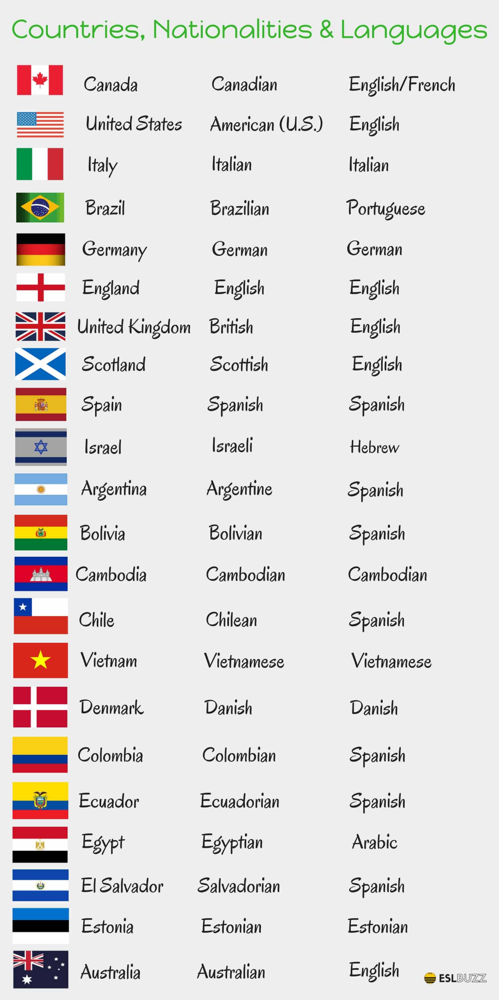 Countries, Nationalities & Languages
Canada Canadian English/French
United States American (U.S.) English
Italy Italian Italian
Brazil Brazilian Portuguese
Germany German German
England English English
United Kingdom British English
Scotland Scottish English
Spain Spanish Spanish
Israel Israeli Hebrew
Argentina Argentine Spanish
Bolivia Bolivian Spanish
Cambodia Cambodian Cambodian
Chile Chilean Spanish
Vietnam Vietnamese Vietnamese
Denmark Danish Danish
Colombia Colombian Spanish
Ecuador Ecuadorian Spanish
Egypt Egyptian Arabic
El Salvador Salvadorian Spanish
Estonia Estonian Estonian
Australia Australian English
ESLBUZZ